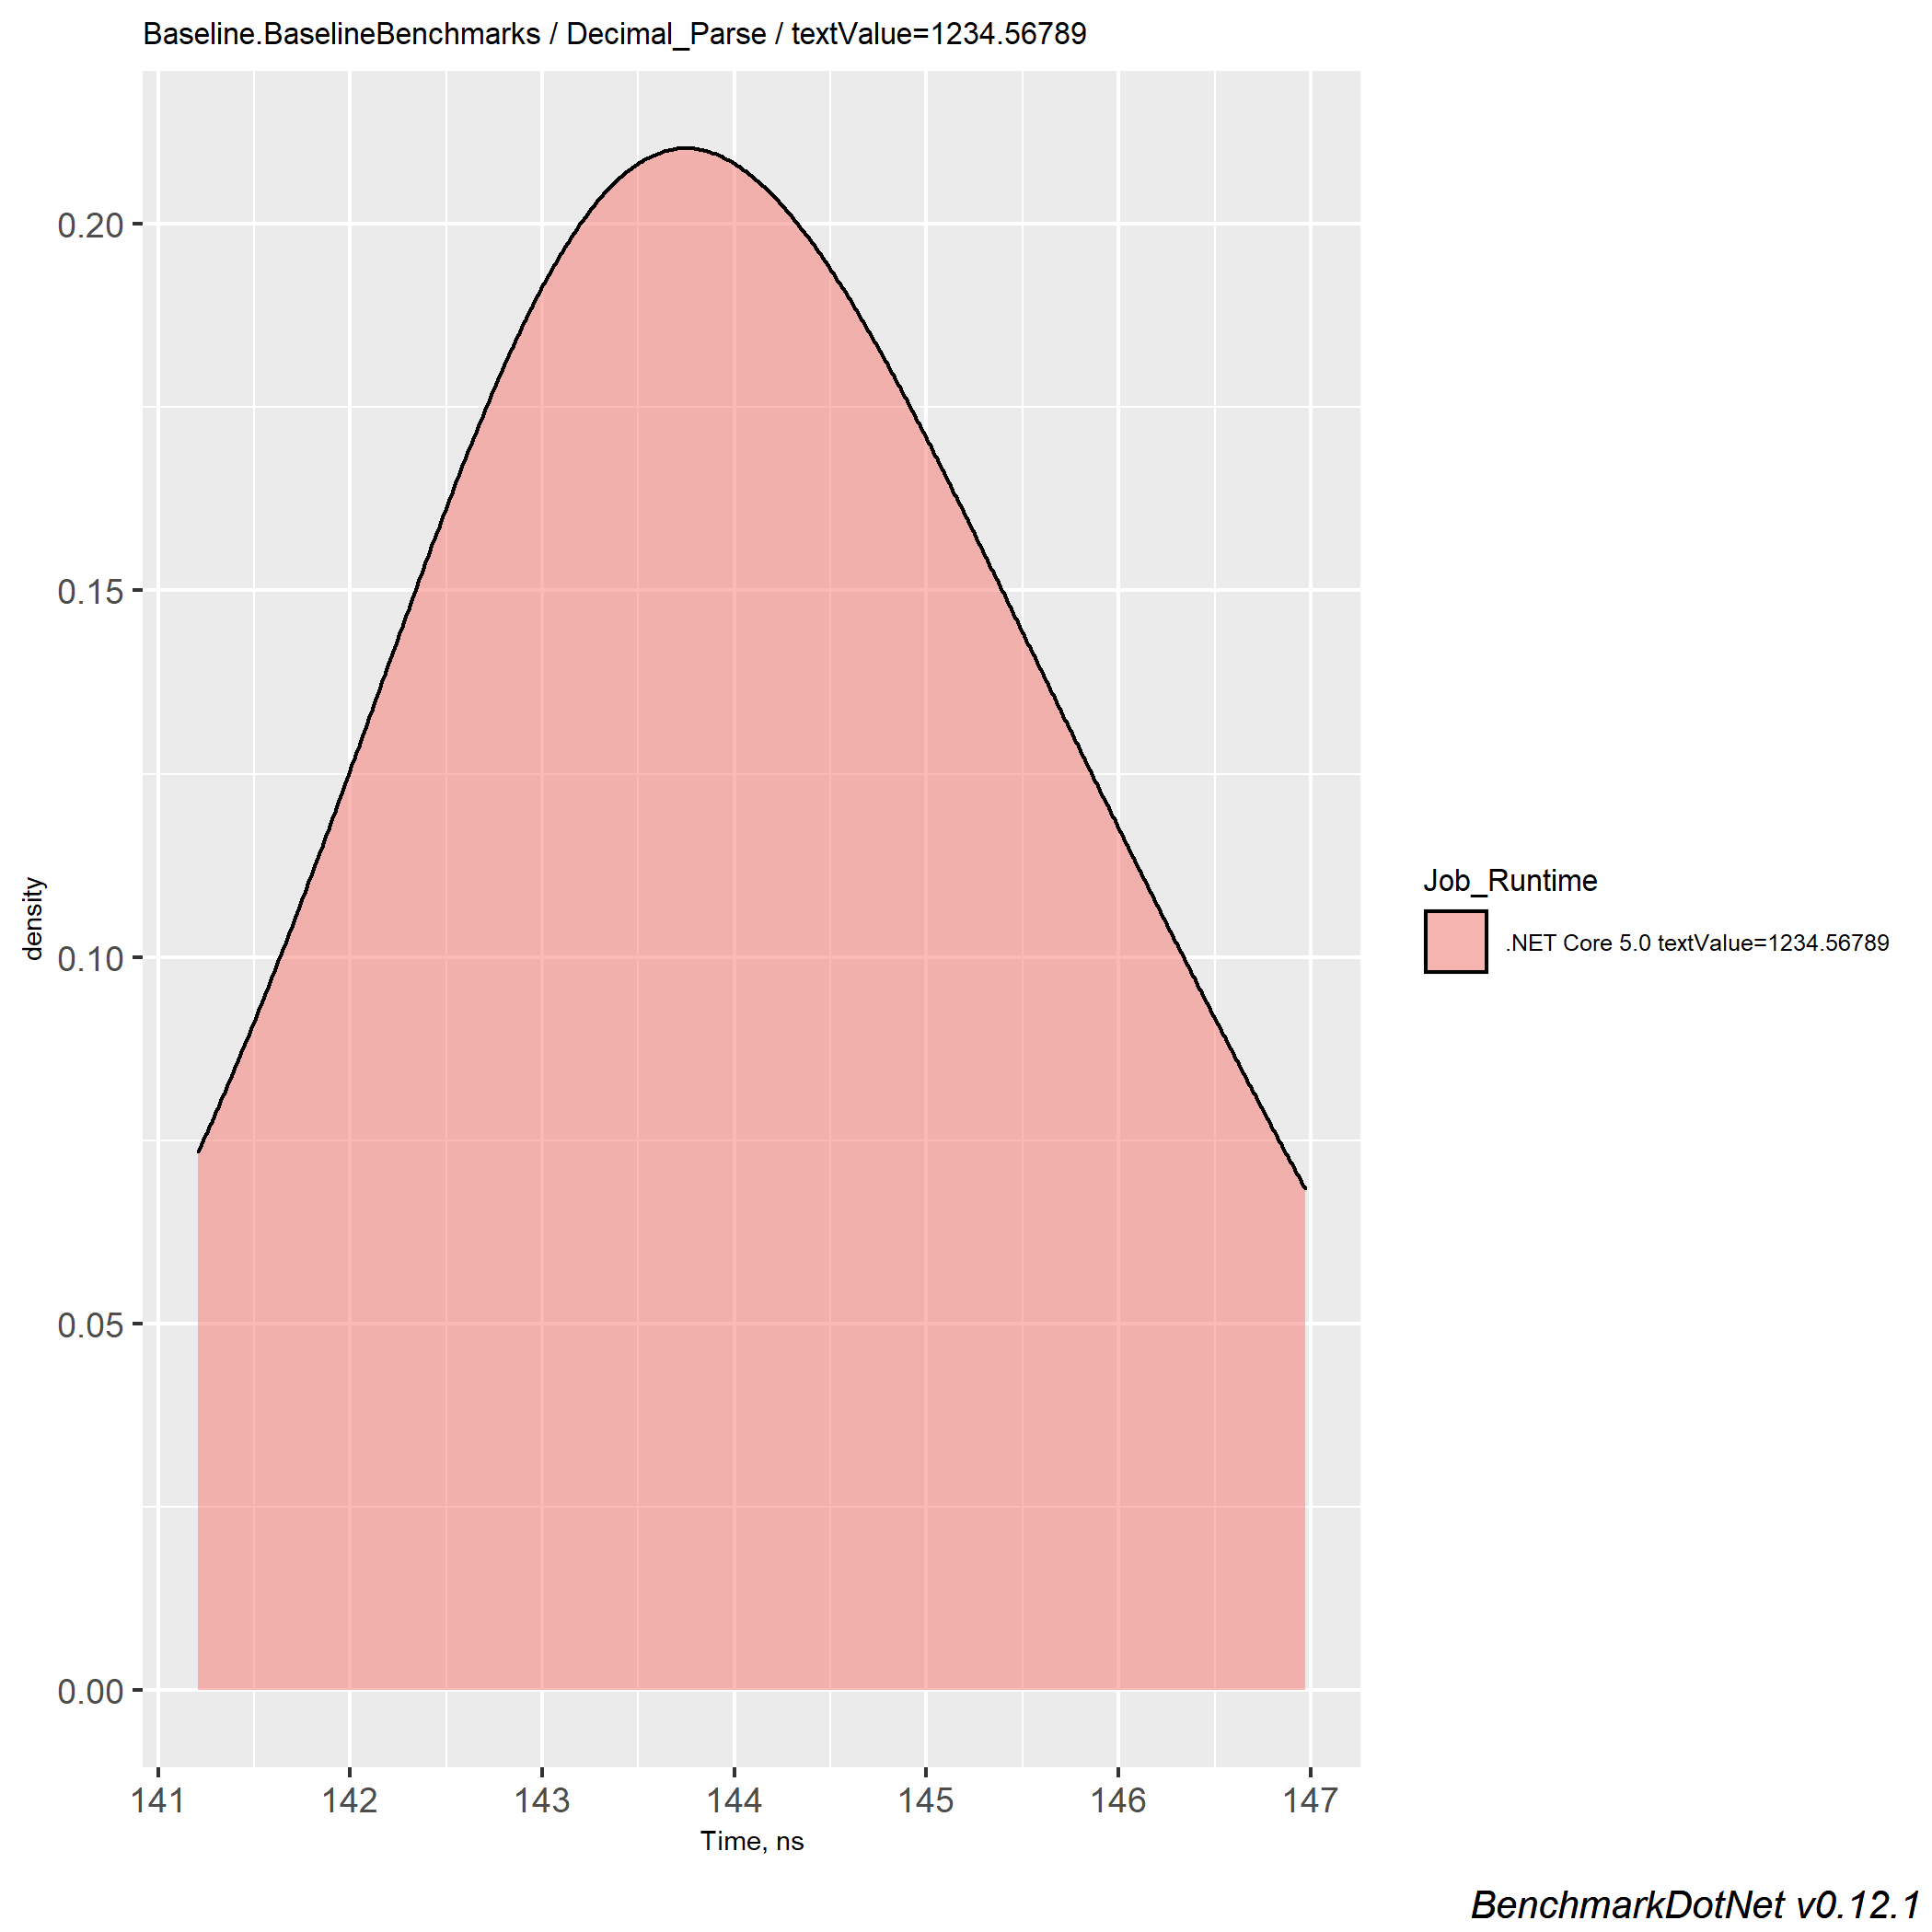 Baseline.BaselineBenchmarks / Decimal_Parse / textValue=1234.56789
0.20
0.15
0.10
0.05
0.00
density
141 142 143 144 145 146 147
Time, ns
Job_Runtime
.NET Core 5.0 textValue=1234.56789
BenchmarkDotNet v0.12.1